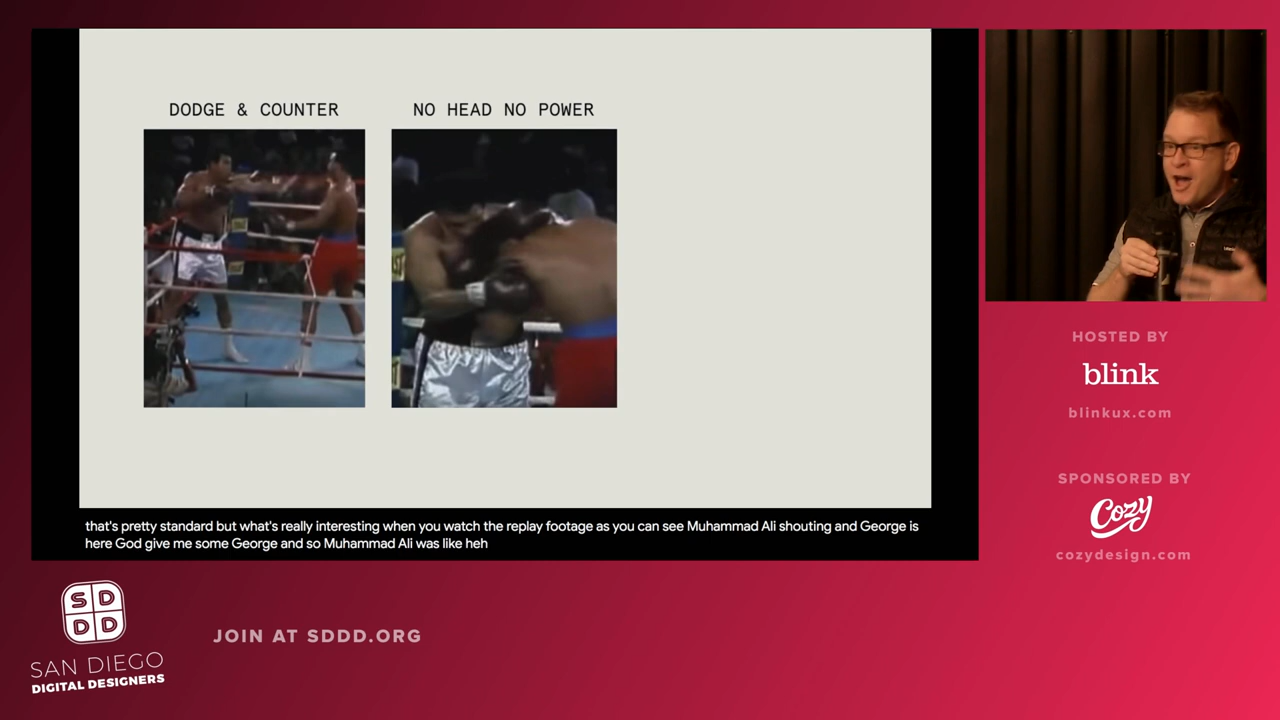 DODGE & COUNTER
NO HEAD NO POWER
that's pretty standard but what's really interesting when you watch the replay footage as you can see Muhammad Ali shouting and George is
here God give me some George and so Muhammad Ali was like heh
HOSTED BY
blink
blinkux.com
SPONSORED BY
Cozy
cozydesign.com
SD
DD
SAN DIEGO
DIGITAL DESIGNERS
JOIN AT SDDD.ORG